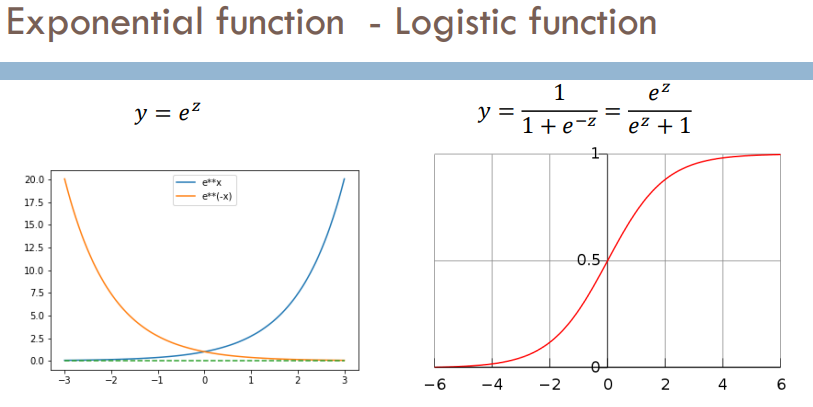 Exponential function - Logistic function
y = e^z
y = 1 / (1 + e^−z) = e^z / (e^z + 1)
e**x
e**(-x)
20.0
17.5
15.0
12.5
10.0
7.5
5.0
2.5
0.0
−3 −2 −1 0 1 2 3
1
0.5
0
−6 −4 −2 0 2 4 6